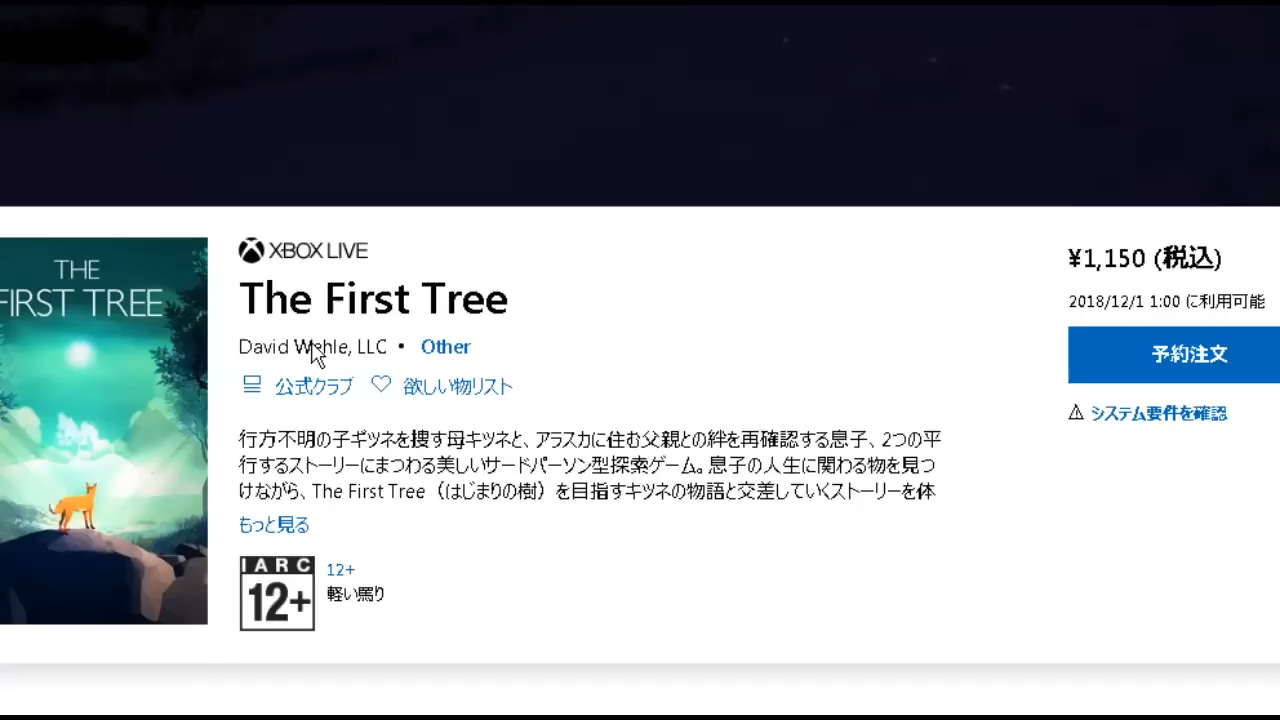 THE
FIRST TREE
XBOX LIVE
The First Tree
David Wehle, LLC • Other
公式クラブ 欲しい物リスト
行方不明の子ギツネを捜す母キツネと、アラスカに住む父親との絆を再確認する息子、2つの平
行するストーリーにまつわる美しいサードパーソン型探索ゲーム。息子の人生に関わる物を見つ
けながら、The First Tree（はじまりの樹）を目指すキツネの物語と交差していくストーリーを体
もっと見る
IARC
12+
12+
軽い罵り
¥1,150 (税込)
2018/12/1 1:00 に利用可能
予約注文
システム要件を確認